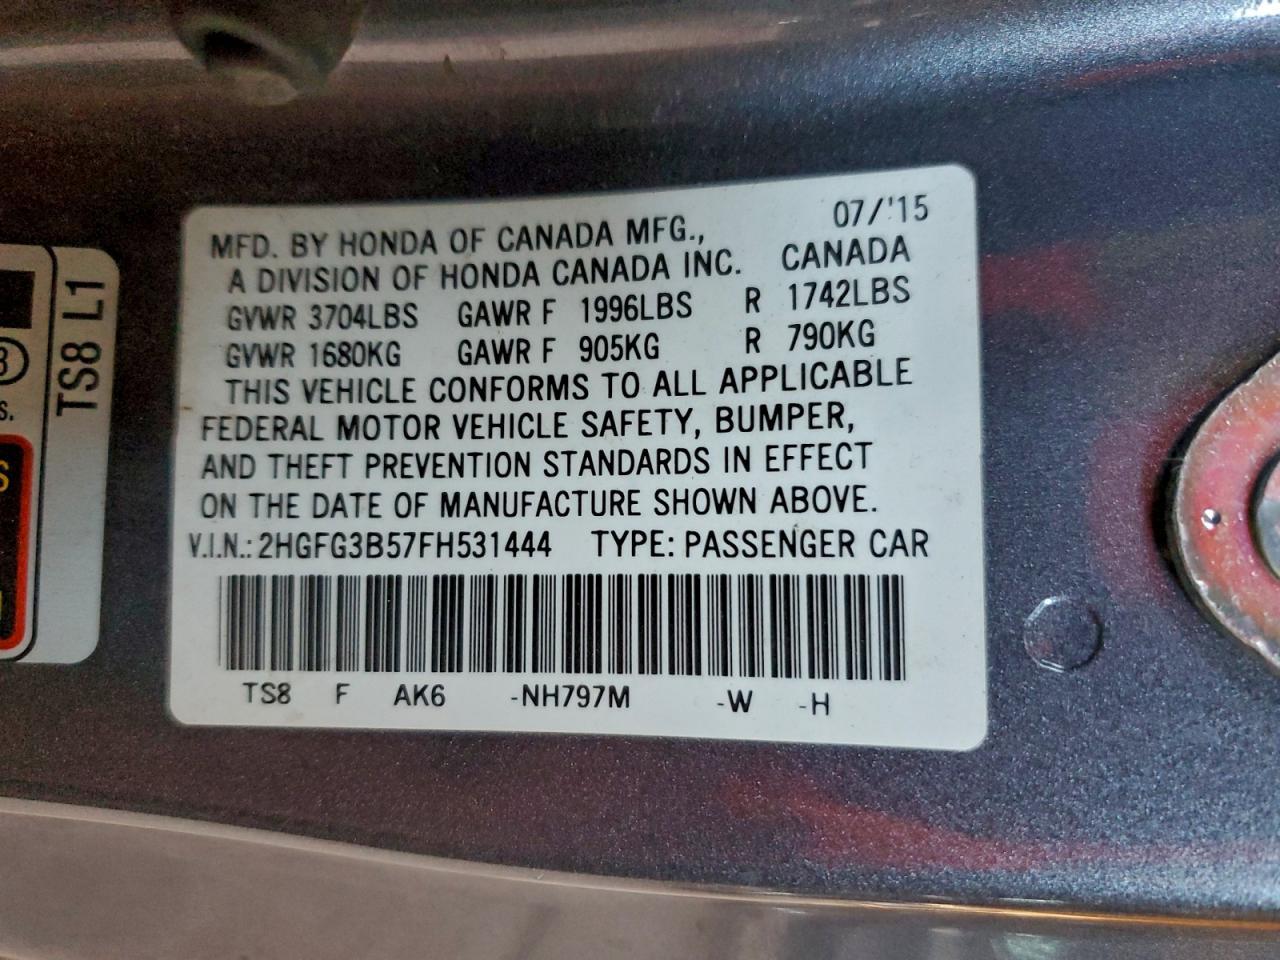 MFD. BY HONDA OF CANADA MFG., 07/'15
A DIVISION OF HONDA CANADA INC. CANADA
GVWR 3704LBS GAWR F 1996LBS R 1742LBS
GVWR 1680KG GAWR F 905KG R 790KG
THIS VEHICLE CONFORMS TO ALL APPLICABLE
FEDERAL MOTOR VEHICLE SAFETY, BUMPER,
AND THEFT PREVENTION STANDARDS IN EFFECT
ON THE DATE OF MANUFACTURE SHOWN ABOVE.
V.I.N.: 2HGFG3B57FH531444 TYPE: PASSENGER CAR
TS8 F AK6 -NH797M -W -H
TS8 L1